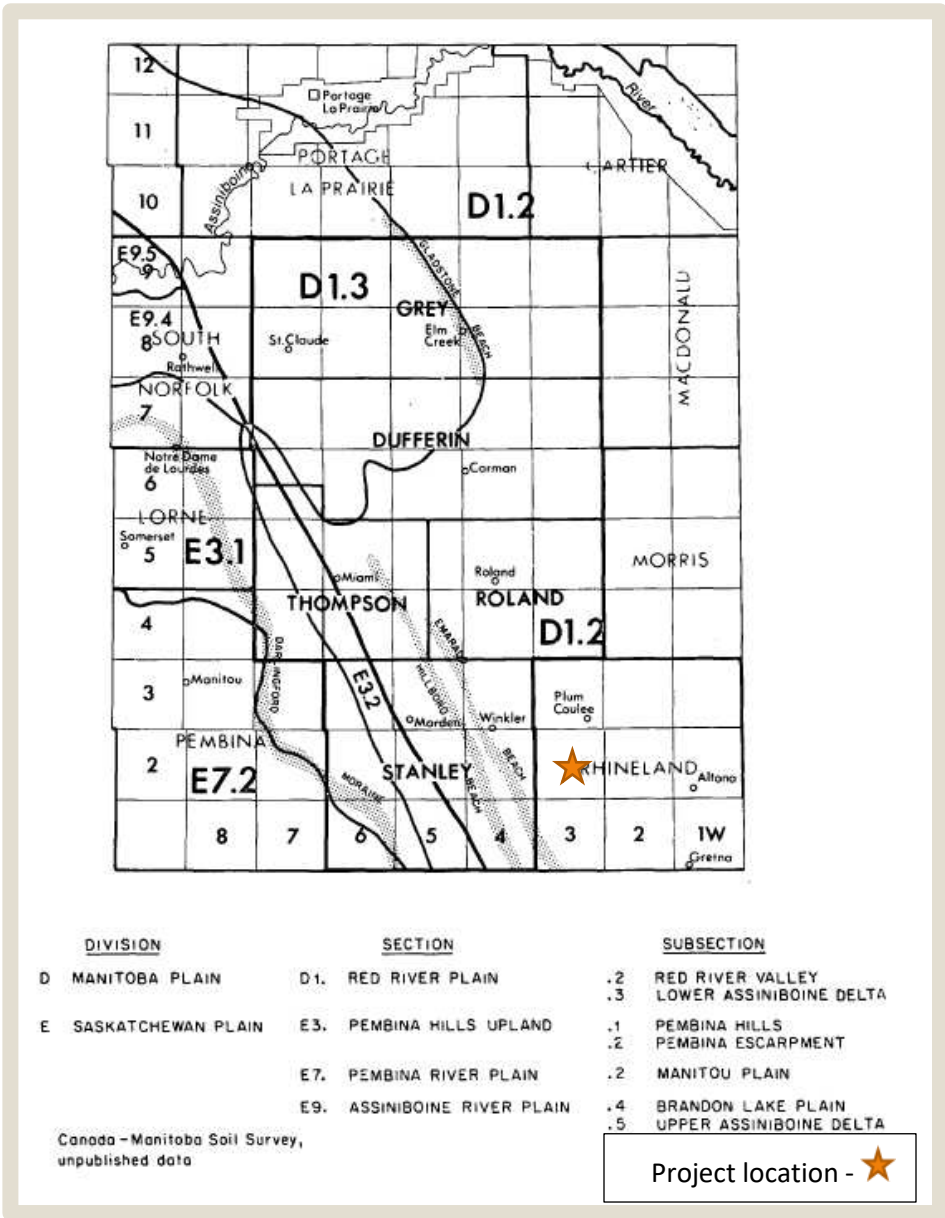 12
Portage
La Prairie
River
11
PORTAGE
CARTIER
LA PRAIRIE
10
Assiniboine
D1.2
E9.5
9
GLADSTONE
BEACH
D1.3
MACDONALU
GREY
E9.4
8
SOUTH
St.Claude
Elm
Creek
Rathwell
NORFOLK
7
DUFFERIN
Notre Dame
de Lourdes
Carman
6
LORNE
Somerset
5
E3.1
MORRIS
Miami
Roland
THOMPSON
ROLAND
4
EMARADO
D1.2
DARLINGFORD
E3.2
HILLBORO
3
Manitou
Plum
Coulee
Morden
Winkler
PEMBINA
BEACH
2
E7.2
STANLEY
BEACH
RHINELAND
Altona
MORAINE
8
7
6
5
4
3
2
1W
Gretna
DIVISION
SECTION
SUBSECTION
D MANITOBA PLAIN
D1. RED RIVER PLAIN
.2 RED RIVER VALLEY
.3 LOWER ASSINIBOINE DELTA
E SASKATCHEWAN PLAIN
E3. PEMBINA HILLS UPLAND
.1 PEMBINA HILLS
.2 PEMBINA ESCARPMENT
E7. PEMBINA RIVER PLAIN
.2 MANITOU PLAIN
E9. ASSINIBOINE RIVER PLAIN
.4 BRANDON LAKE PLAIN
.5 UPPER ASSINIBOINE DELTA
Canada-Manitoba Soil Survey,
unpublished data
Project location -